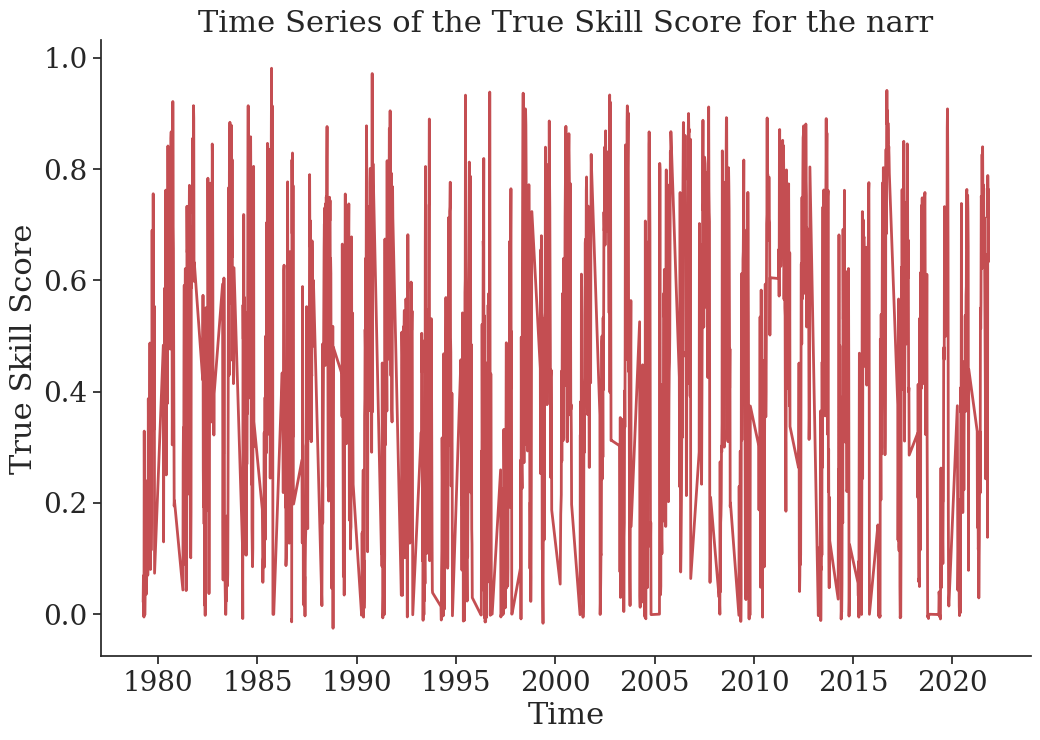 Time Series of the True Skill Score for the narr
True Skill Score
1.0
0.8
0.6
0.4
0.2
0.0
1980 1985 1990 1995 2000 2005 2010 2015 2020
Time